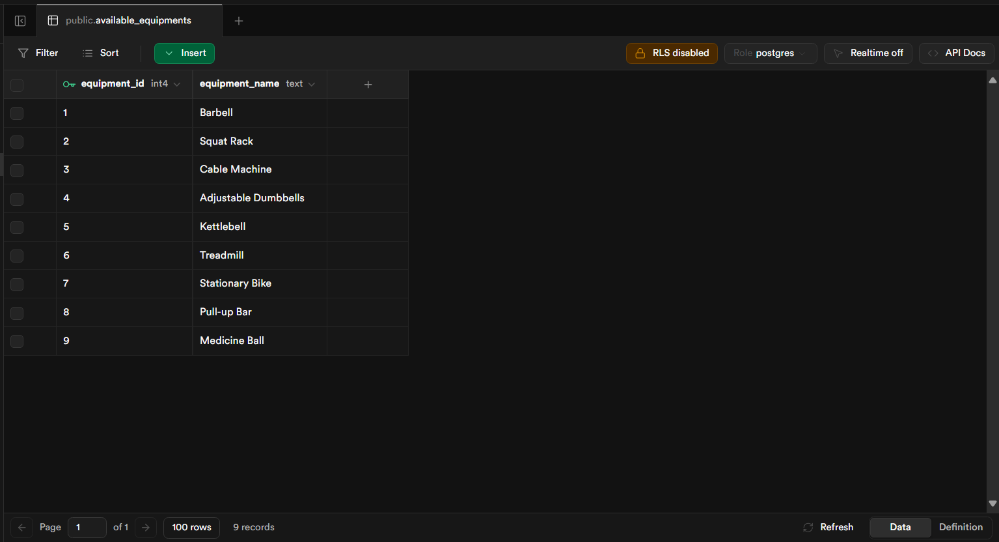 public.available_equipments
Filter Sort Insert RLS disabled Role postgres Realtime off API Docs
equipment_id int4 equipment_name text
1 Barbell
2 Squat Rack
3 Cable Machine
4 Adjustable Dumbbells
5 Kettlebell
6 Treadmill
7 Stationary Bike
8 Pull-up Bar
9 Medicine Ball
Page 1 of 1 100 rows 9 records Refresh Data Definition